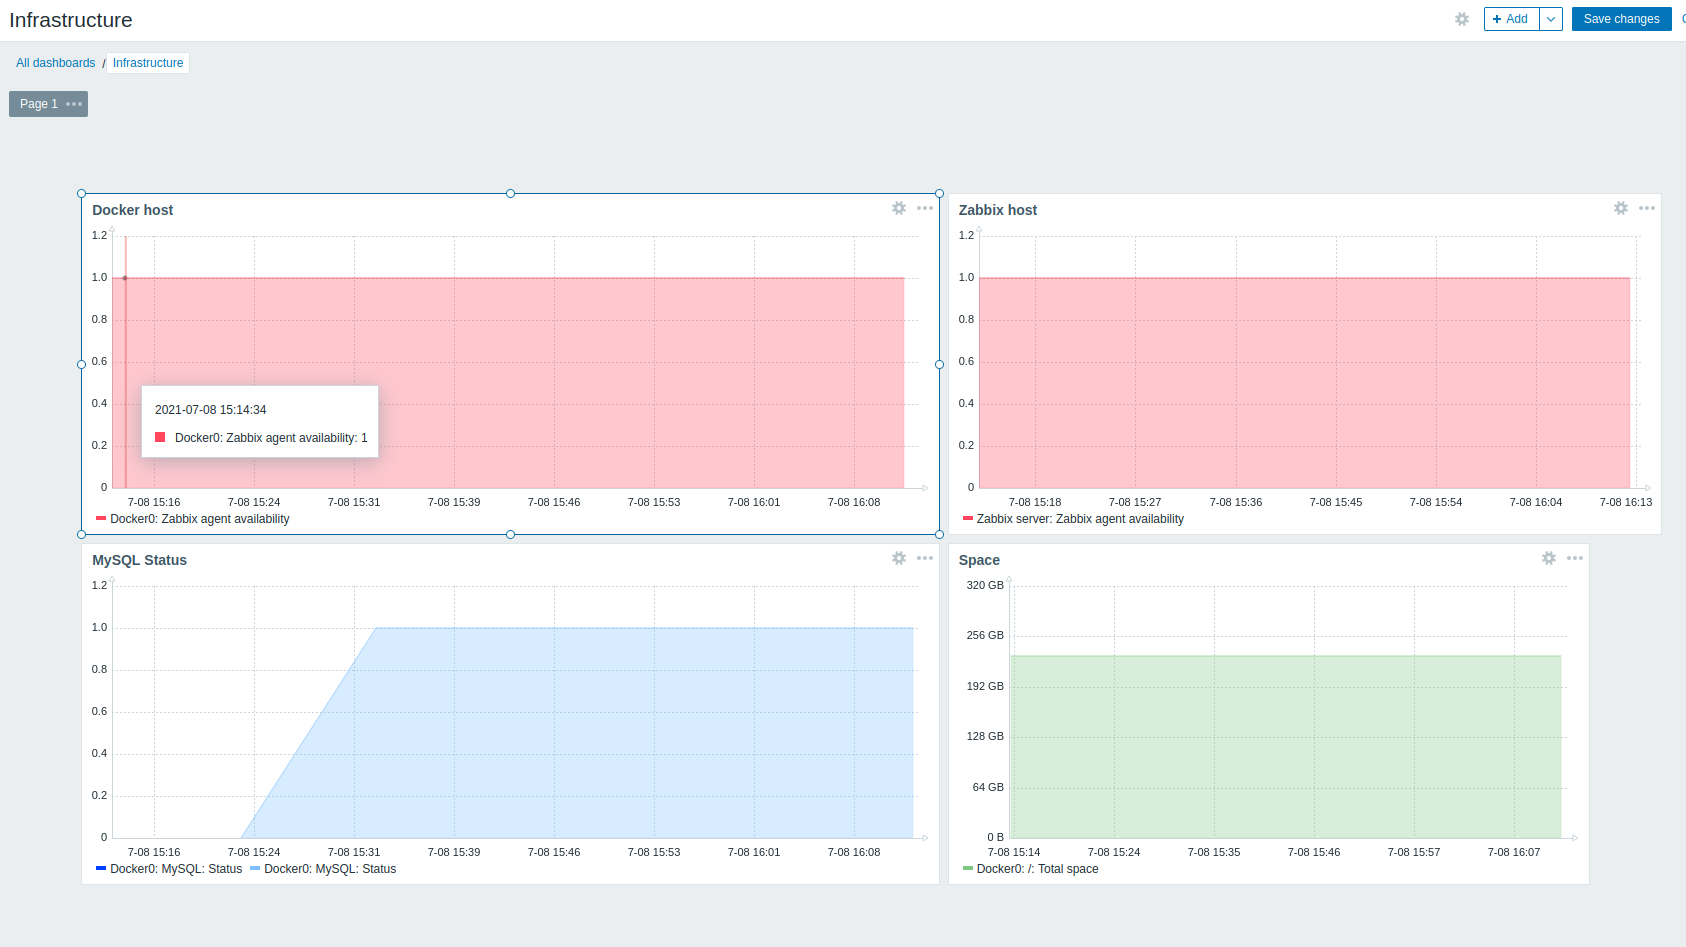 Infrastructure
+ Add
Save changes
All dashboards / Infrastructure
Page 1
Docker host
1.2
1.0
0.8
0.6
0.4
0.2
0
2021-07-08 15:14:34
Docker0: Zabbix agent availability: 1
7-08 15:16 7-08 15:24 7-08 15:31 7-08 15:39 7-08 15:46 7-08 15:53 7-08 16:01 7-08 16:08
Docker0: Zabbix agent availability
Zabbix host
1.2
1.0
0.8
0.6
0.4
0.2
0
7-08 15:18 7-08 15:27 7-08 15:36 7-08 15:45 7-08 15:54 7-08 16:04 7-08 16:13
Zabbix server: Zabbix agent availability
MySQL Status
1.2
1.0
0.8
0.6
0.4
0.2
0
7-08 15:16 7-08 15:24 7-08 15:31 7-08 15:39 7-08 15:46 7-08 15:53 7-08 16:01 7-08 16:08
Docker0: MySQL: Status Docker0: MySQL: Status
Space
320 GB
256 GB
192 GB
128 GB
64 GB
0 B
7-08 15:14 7-08 15:24 7-08 15:35 7-08 15:46 7-08 15:57 7-08 16:07
Docker0: /: Total space